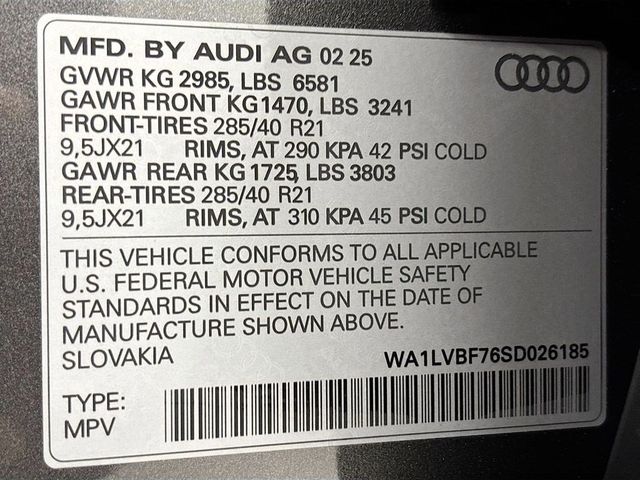 MFD. BY AUDI AG 02 25
GVWR KG 2985, LBS 6581
GAWR FRONT KG1470, LBS 3241
FRONT-TIRES 285/40 R21
9,5JX21 RIMS, AT 290 KPA 42 PSI COLD
GAWR REAR KG 1725, LBS 3803
REAR-TIRES 285/40 R21
9,5JX21 RIMS, AT 310 KPA 45 PSI COLD
THIS VEHICLE CONFORMS TO ALL APPLICABLE
U.S. FEDERAL MOTOR VEHICLE SAFETY
STANDARDS IN EFFECT ON THE DATE OF
MANUFACTURE SHOWN ABOVE.
SLOVAKIA WA1LVBF76SD026185
TYPE:
MPV